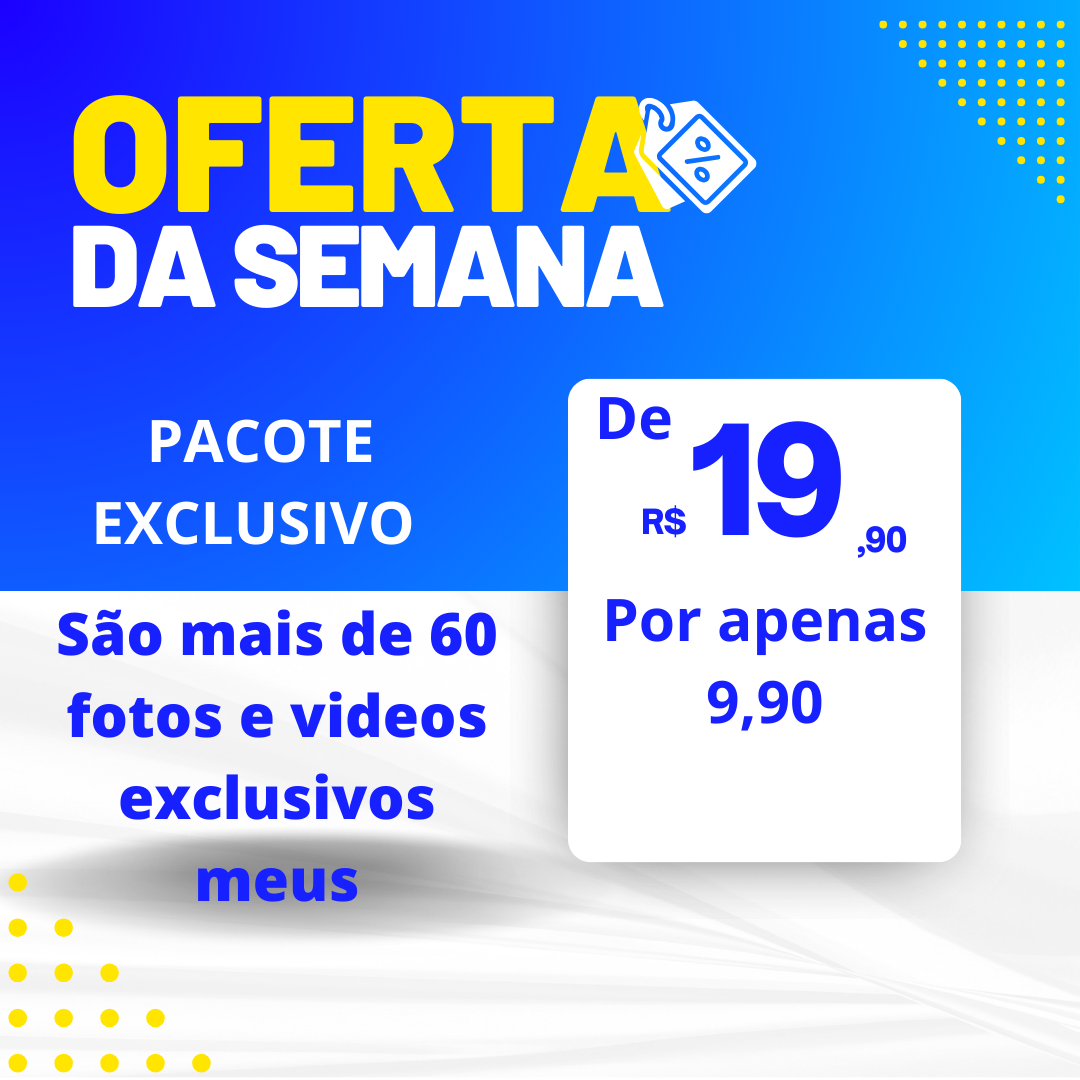 OFERTA
DA SEMANA
PACOTE
EXCLUSIVO
São mais de 60
fotos e videos
exclusivos
meus
De
R$ 19 ,90
Por apenas
9,90